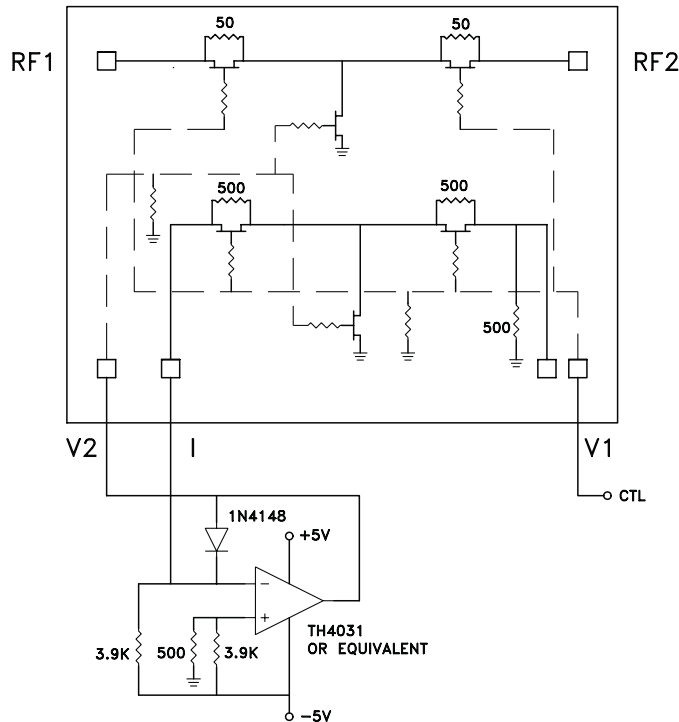 50
50
RF1
RF2
500
500
500
V2
I
V1
CTL
1N4148
+5V
−
+
TH4031
OR EQUIVALENT
3.9K
500
3.9K
−5V